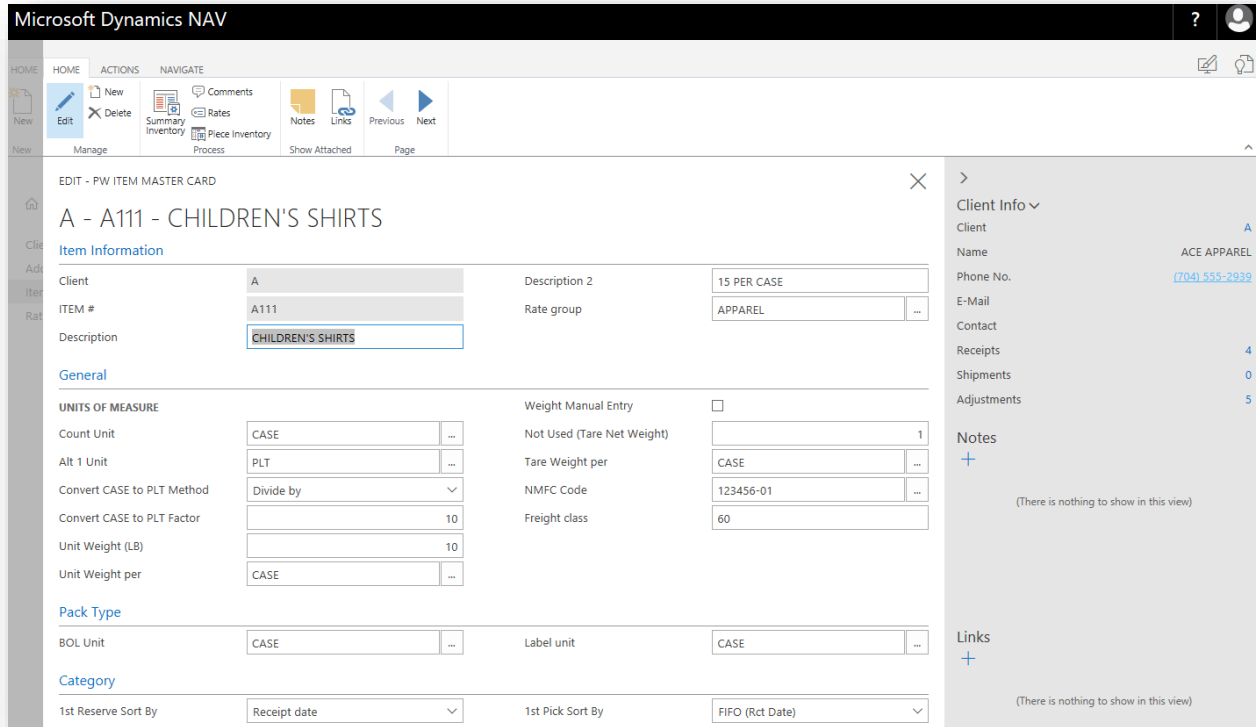 Microsoft Dynamics NAV ?
HOME HOME ACTIONS NAVIGATE
New Edit New Delete Summary Inventory Comments Rates Piece Inventory Notes Links Previous Next
New Manage Process Show Attached Page
EDIT - PW ITEM MASTER CARD
A - A111 - CHILDREN'S SHIRTS
Item Information
Client A Description 2 15 PER CASE
ITEM # A111 Rate group APPAREL ...
Description CHILDREN'S SHIRTS
General
UNITS OF MEASURE Weight Manual Entry
Count Unit CASE ... Not Used (Tare Net Weight) 1
Alt 1 Unit PLT ... Tare Weight per CASE ...
Convert CASE to PLT Method Divide by NMFC Code 123456-01 ...
Convert CASE to PLT Factor 10 Freight class 60
Unit Weight (LB) 10
Unit Weight per CASE ...
Pack Type
BOL Unit CASE ... Label unit CASE ...
Category
1st Reserve Sort By Receipt date 1st Pick Sort By FIFO (Rct Date)
Clie
Add
Iter
Rat
Client Info
Client A
Name ACE APPAREL
Phone No. (704) 555-2939
E-Mail
Contact
Receipts 4
Shipments 0
Adjustments 5
Notes
(There is nothing to show in this view)
Links
(There is nothing to show in this view)